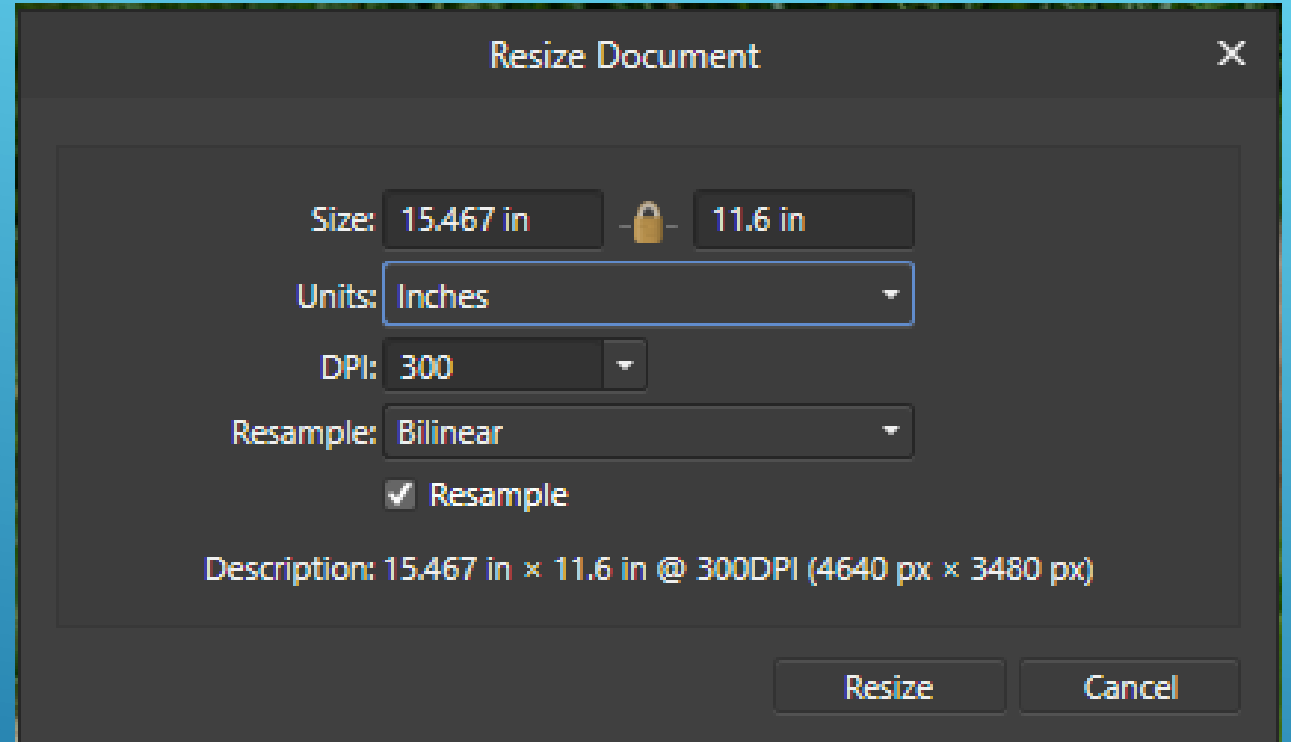 Resize Document
Size: 15.467 in 11.6 in
Units: Inches
DPI: 300
Resample: Bilinear
Resample
Description: 15.467 in × 11.6 in @ 300DPI (4640 px × 3480 px)
Resize Cancel